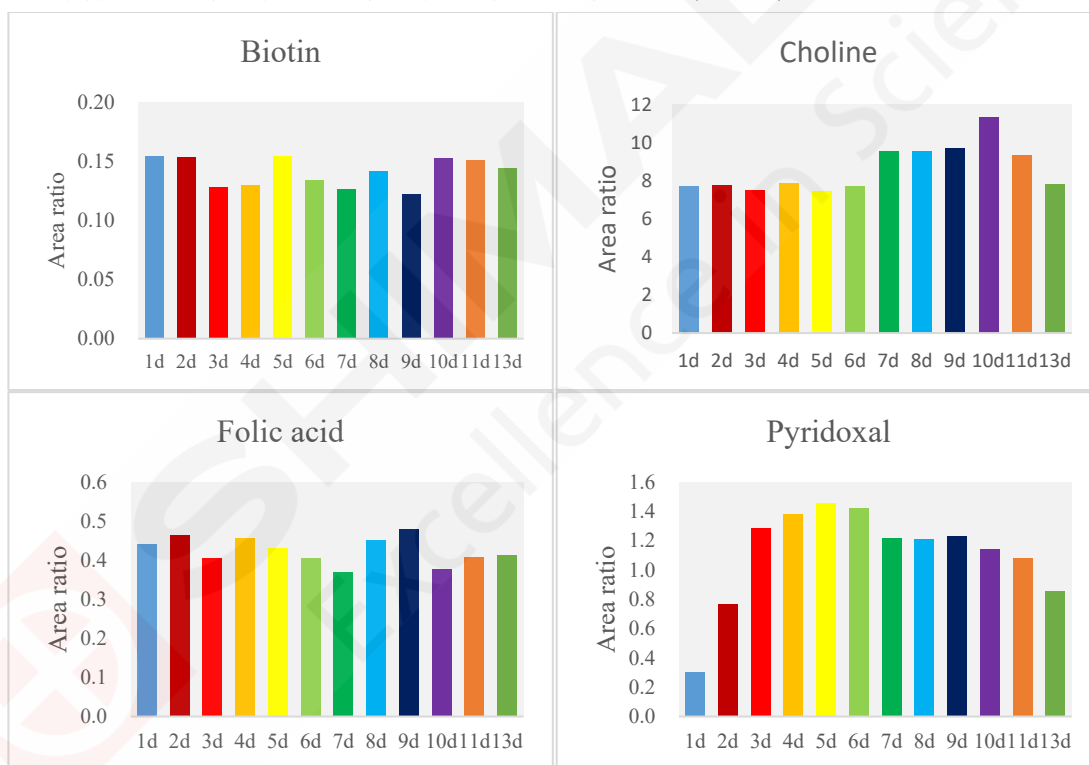 Biotin
Area ratio
0.20
0.15
0.10
0.05
0.00
1d 2d 3d 4d 5d 6d 7d 8d 9d 10d 11d 13d
Choline
Area ratio
12
10
8
6
4
2
0
1d 2d 3d 4d 5d 6d 7d 8d 9d 10d 11d 13d
Folic acid
Area ratio
0.6
0.5
0.4
0.3
0.2
0.1
0.0
1d 2d 3d 4d 5d 6d 7d 8d 9d 10d 11d 13d
Pyridoxal
Area ratio
1.6
1.4
1.2
1.0
0.8
0.6
0.4
0.2
0.0
1d 2d 3d 4d 5d 6d 7d 8d 9d 10d 11d 13d
Excellence in